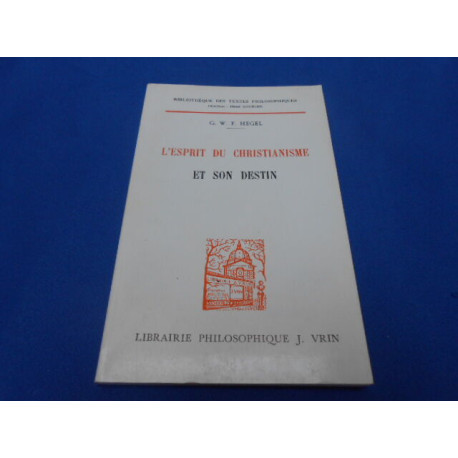 BIBLIOTHÈQUE DES TEXTES PHILOSOPHIQUES
G. W. F. HEGEL
L'ESPRIT DU CHRISTIANISME
ET SON DESTIN
LIBRAIRIE PHILOSOPHIQUE J. VRIN